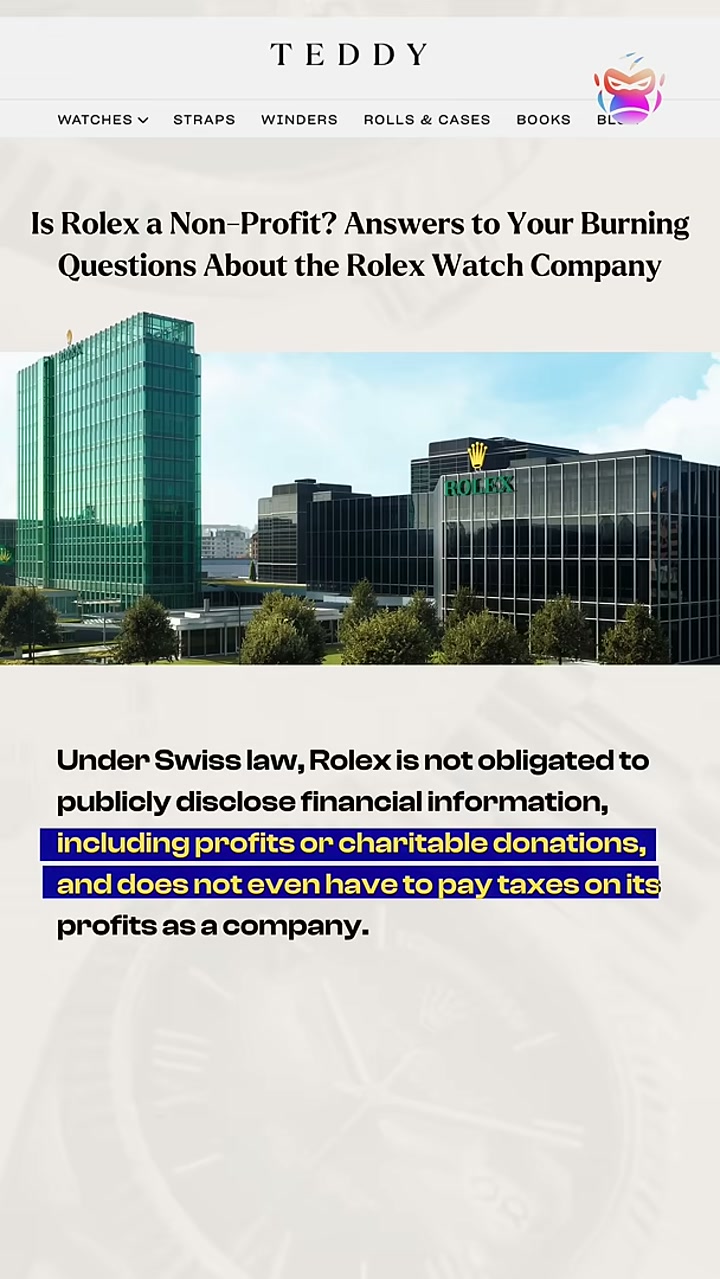 TEDDY
WATCHES STRAPS WINDERS ROLLS & CASES BOOKS
Is Rolex a Non-Profit? Answers to Your Burning
Questions About the Rolex Watch Company
ROLEX
Under Swiss law, Rolex is not obligated to
publicly disclose financial information,
including profits or charitable donations,
and does not even have to pay taxes on its
profits as a company.